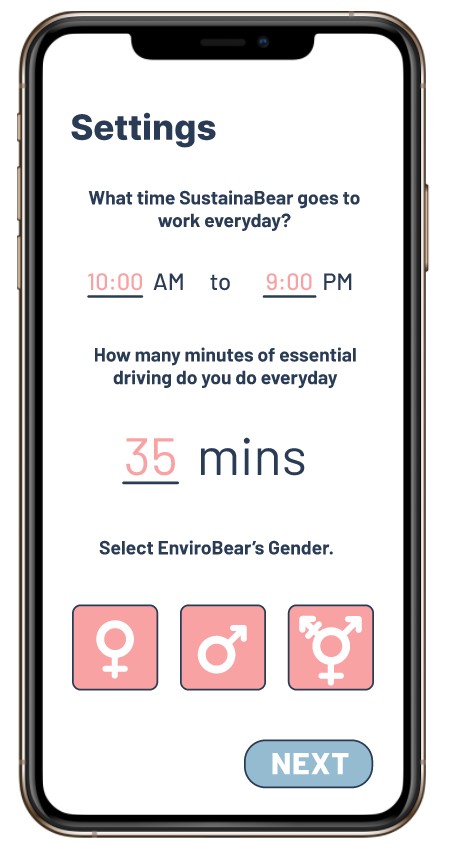 Settings
What time SustainaBear goes to
work everyday?
10:00 AM to 9:00 PM
How many minutes of essential
driving do you do everyday
35 mins
Select EnviroBear's Gender.
NEXT